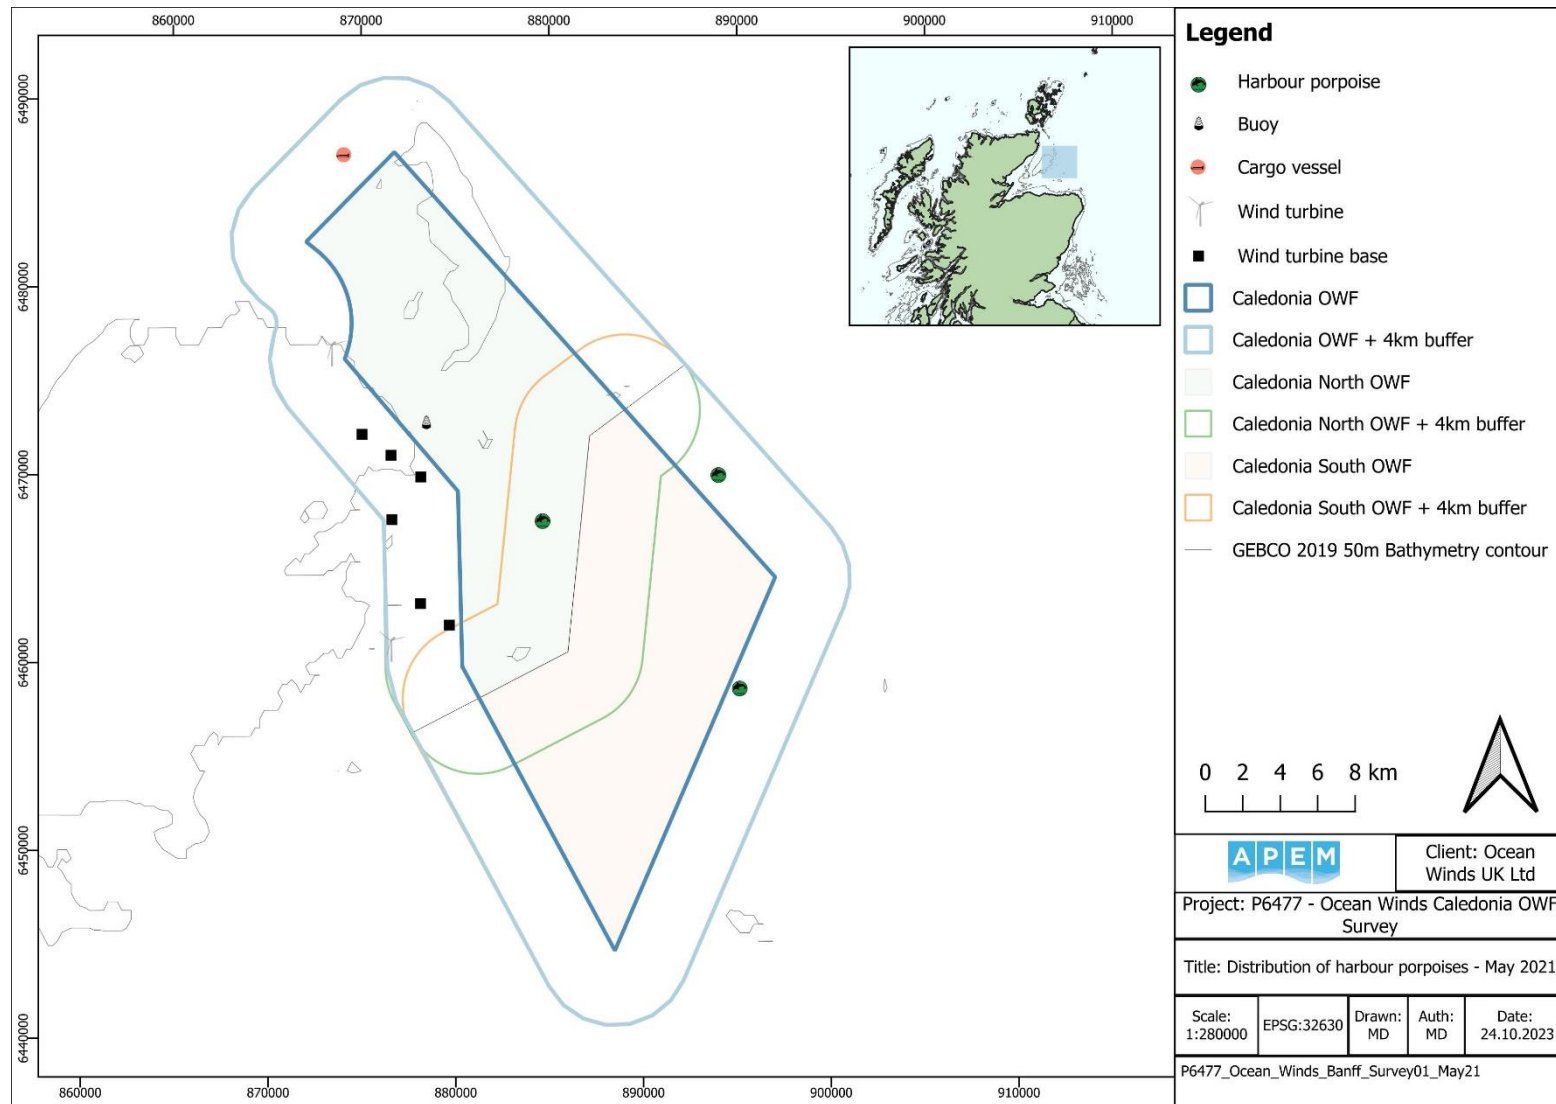 860000 870000 880000 890000 900000 910000
6490000
6480000
6470000
6460000
6450000
6440000
860000 870000 880000 890000 900000 910000
Legend
Harbour porpoise
Buoy
Cargo vessel
Wind turbine
Wind turbine base
Caledonia OWF
Caledonia OWF + 4km buffer
Caledonia North OWF
Caledonia North OWF + 4km buffer
Caledonia South OWF
Caledonia South OWF + 4km buffer
GEBCO 2019 50m Bathymetry contour
0 2 4 6 8 km
APEM
Client: Ocean
Winds UK Ltd
Project: P6477 - Ocean Winds Caledonia OWF
Survey
Title: Distribution of harbour porpoises - May 2021
Scale:
1:280000
EPSG:32630
Drawn:
MD
Auth:
MD
Date:
24.10.2023
P6477_Ocean_Winds_Banff_Survey01_May21